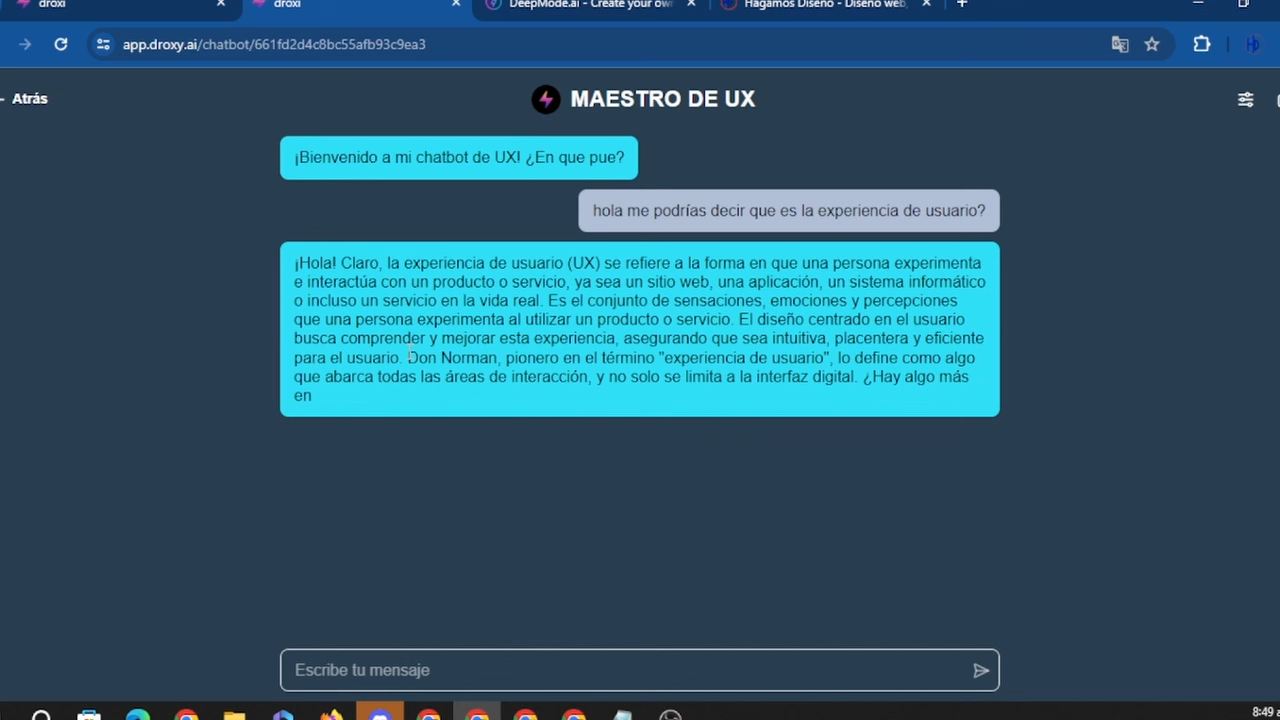 droxi
droxi
DeepMode.ai - Create your own
Hagamos Diseño - Diseño web
app.droxy.ai/chatbot/661fd2d4c8bc55afb93c9ea3
Atrás
MAESTRO DE UX
¡Bienvenido a mi chatbot de UX! ¿En que pue?
hola me podrías decir que es la experiencia de usuario?
¡Hola! Claro, la experiencia de usuario (UX) se refiere a la forma en que una persona experimenta
e interactúa con un producto o servicio, ya sea un sitio web, una aplicación, un sistema informático
o incluso un servicio en la vida real. Es el conjunto de sensaciones, emociones y percepciones
que una persona experimenta al utilizar un producto o servicio. El diseño centrado en el usuario
busca comprender y mejorar esta experiencia, asegurando que sea intuitiva, placentera y eficiente
para el usuario. Don Norman, pionero en el término "experiencia de usuario", lo define como algo
que abarca todas las áreas de interacción, y no solo se limita a la interfaz digital. ¿Hay algo más
en
Escribe tu mensaje
8:49